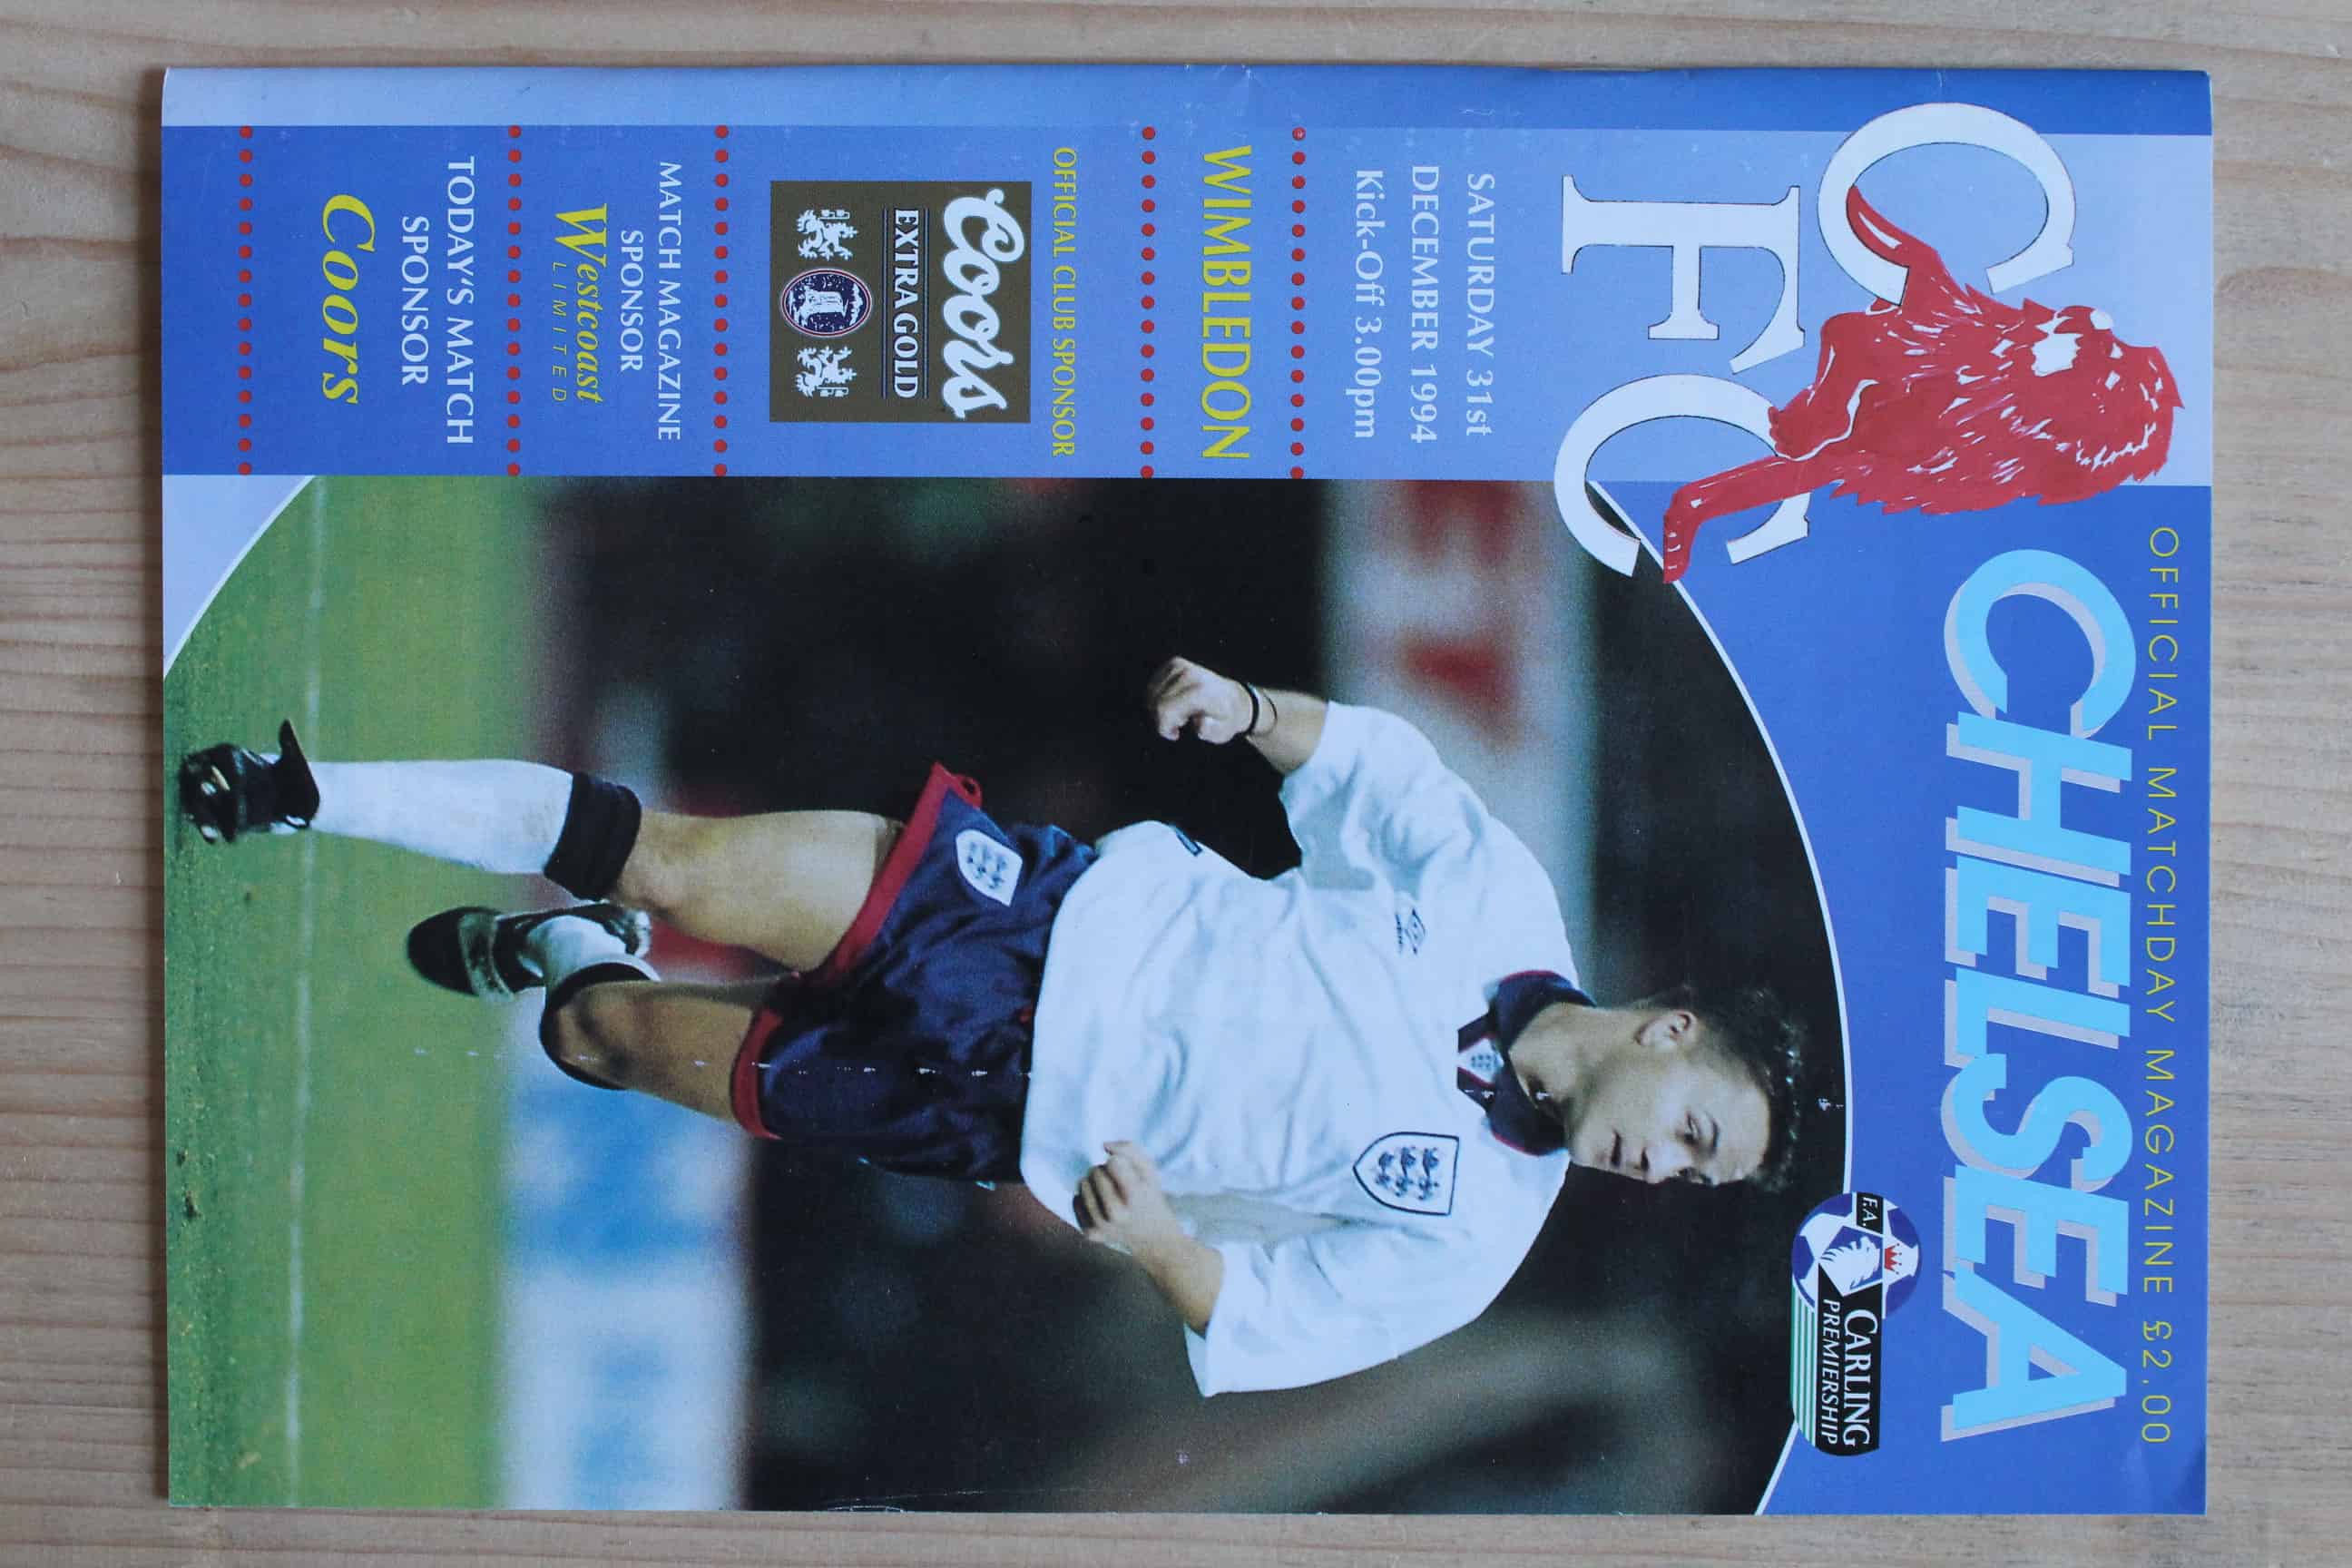 OFFICIAL MATCHDAY MAGAZINE £2.00
CHELSEA
C
F
C
F.A.
CARLING
PREMIERSHIP
SATURDAY 31st
DECEMBER 1994
Kick-Off 3.00pm
WIMBLEDON
OFFICIAL CLUB SPONSOR
Coors
EXTRA GOLD
MATCH MAGAZINE
SPONSOR
Westcoast
LIMITED
TODAY'S MATCH
SPONSOR
Coors